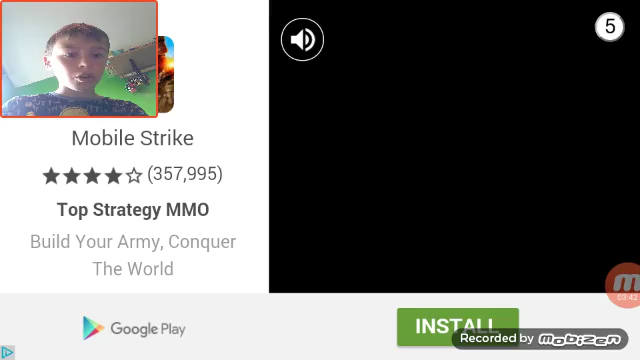 5
Mobile Strike
(357,995)
Top Strategy MMO
Build Your Army, Conquer
The World
03:42
Google Play
INSTALL
Recorded by mobizen